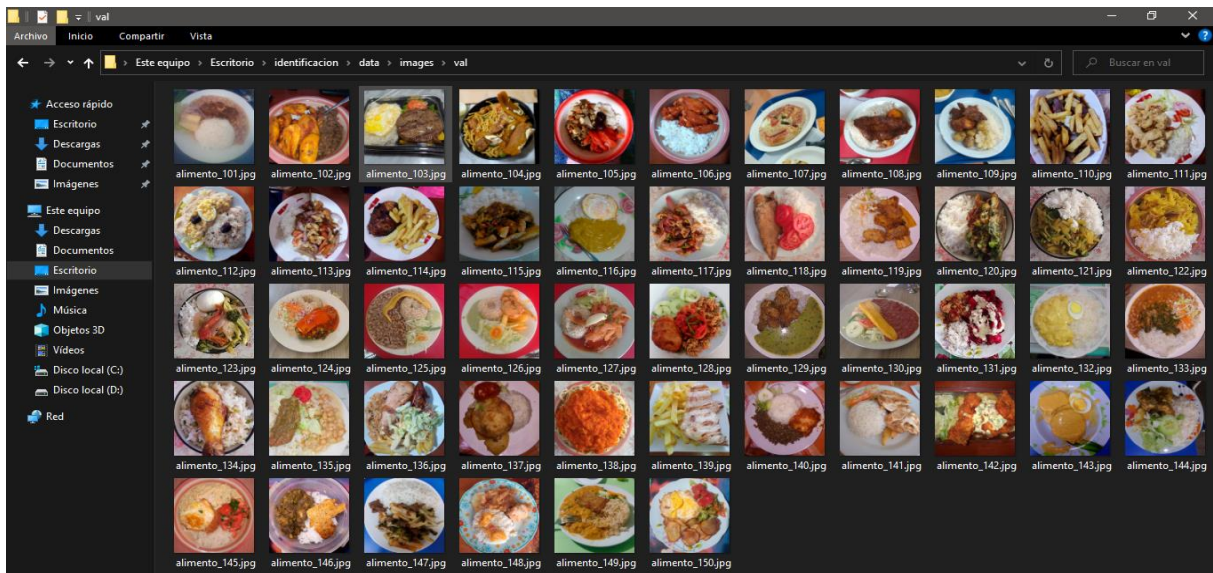 val
Archivo Inicio Compartir Vista
Este equipo > Escritorio > identificacion > data > images > val
Buscar en val
Acceso rápido
Escritorio
Descargas
Documentos
Imágenes
Este equipo
Descargas
Documentos
Escritorio
Imágenes
Música
Objetos 3D
Vídeos
Disco local (C:)
Disco local (D:)
Red
alimento_101.jpg alimento_102.jpg alimento_103.jpg alimento_104.jpg alimento_105.jpg alimento_106.jpg alimento_107.jpg alimento_108.jpg alimento_109.jpg alimento_110.jpg alimento_111.jpg
alimento_112.jpg alimento_113.jpg alimento_114.jpg alimento_115.jpg alimento_116.jpg alimento_117.jpg alimento_118.jpg alimento_119.jpg alimento_120.jpg alimento_121.jpg alimento_122.jpg
alimento_123.jpg alimento_124.jpg alimento_125.jpg alimento_126.jpg alimento_127.jpg alimento_128.jpg alimento_129.jpg alimento_130.jpg alimento_131.jpg alimento_132.jpg alimento_133.jpg
alimento_134.jpg alimento_135.jpg alimento_136.jpg alimento_137.jpg alimento_138.jpg alimento_139.jpg alimento_140.jpg alimento_141.jpg alimento_142.jpg alimento_143.jpg alimento_144.jpg
alimento_145.jpg alimento_146.jpg alimento_147.jpg alimento_148.jpg alimento_149.jpg alimento_150.jpg